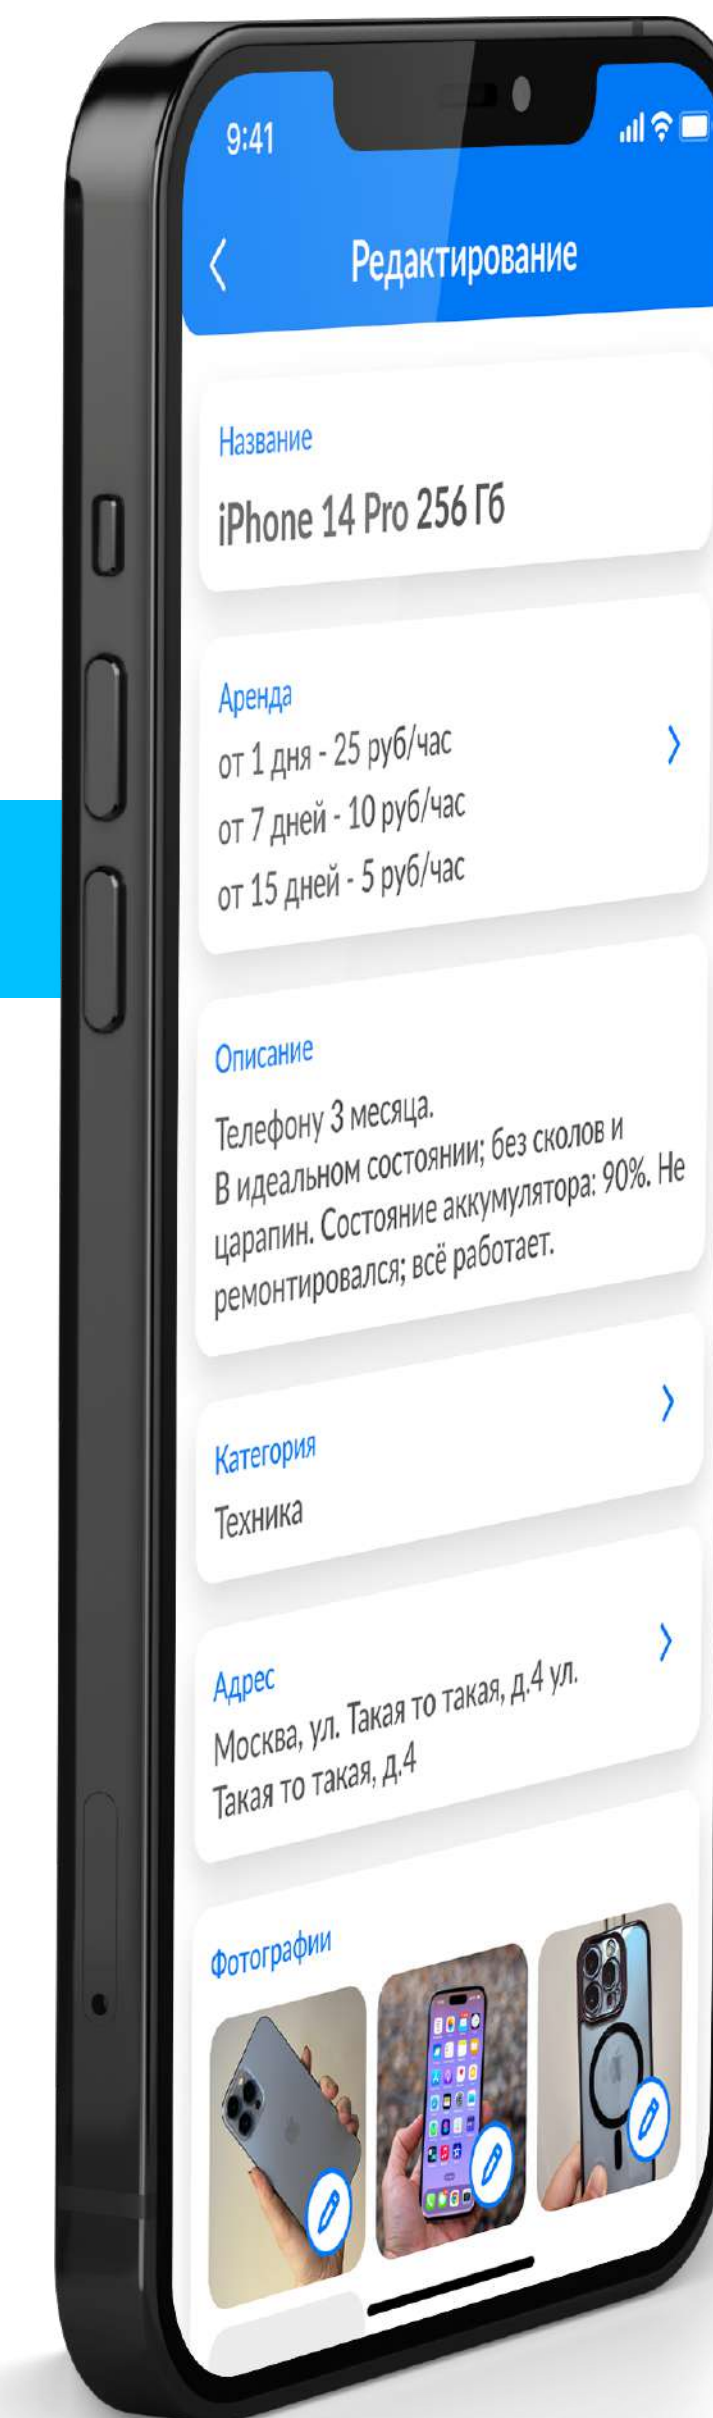 9:41
Редактирование
Название
iPhone 14 Pro 256 Гб
Аренда
от 1 дня - 25 руб/час
от 7 дней - 10 руб/час
от 15 дней - 5 руб/час
Описание
Телефону 3 месяца.
В идеальном состоянии; без сколов и
царапин. Состояние аккумулятора: 90%. Не
ремонтировался; всё работает.
Категория
Техника
Адрес
Москва, ул. Такая то такая, д.4 ул.
Такая то такая, д.4
Фотографии